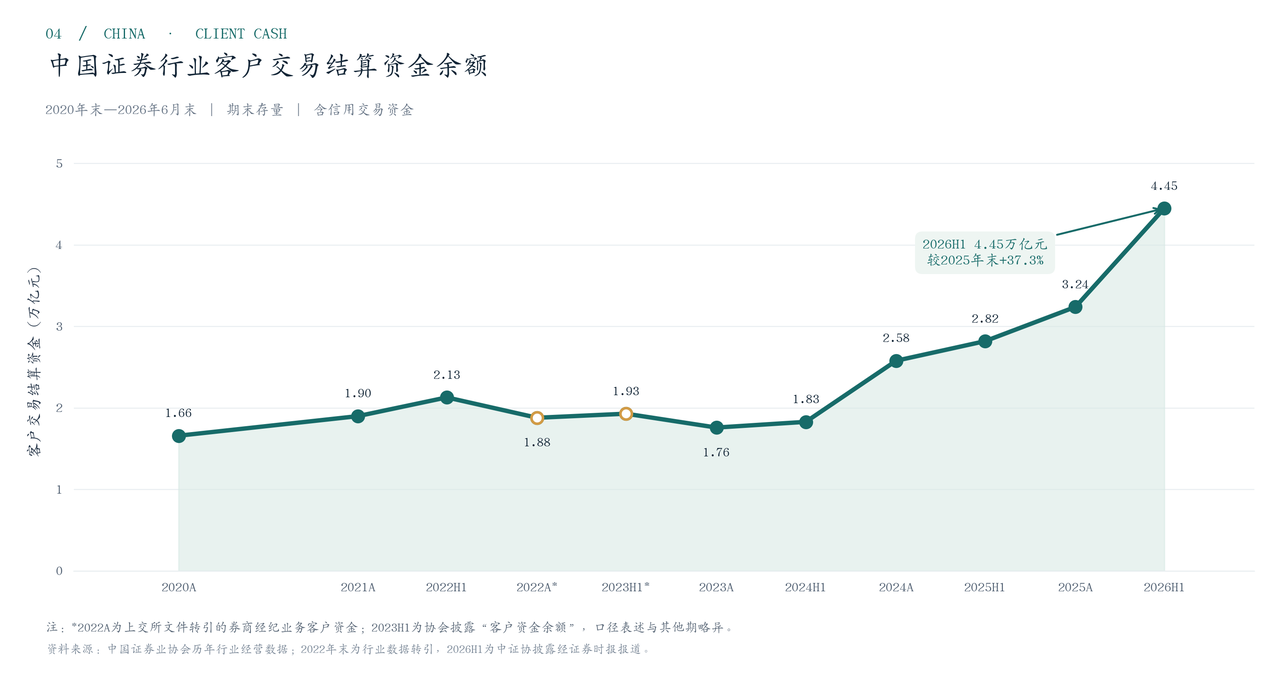 04 / CHINA · CLIENT CASH
中国证券行业客户交易结算资金余额
2020年末—2026年6月末 | 期末存量 | 含信用交易资金
客户交易结算资金（万亿元）
5
4
3
2
1
0
1.66
1.90
2.13
1.88
1.93
1.76
1.83
2.58
2.82
3.24
4.45
2026H1 4.45万亿元
较2025年末+37.3%
2020A
2021A
2022H1
2022A*
2023H1*
2023A
2024H1
2024A
2025H1
2025A
2026H1
注：*2022A为上交所文件转引的券商经纪业务客户资金；2023H1为协会披露“客户资金余额”，口径表述与其他期略异。
资料来源：中国证券业协会历年行业经营数据；2022年末为行业数据转引。2026H1为中证协披露经证券时报报道。